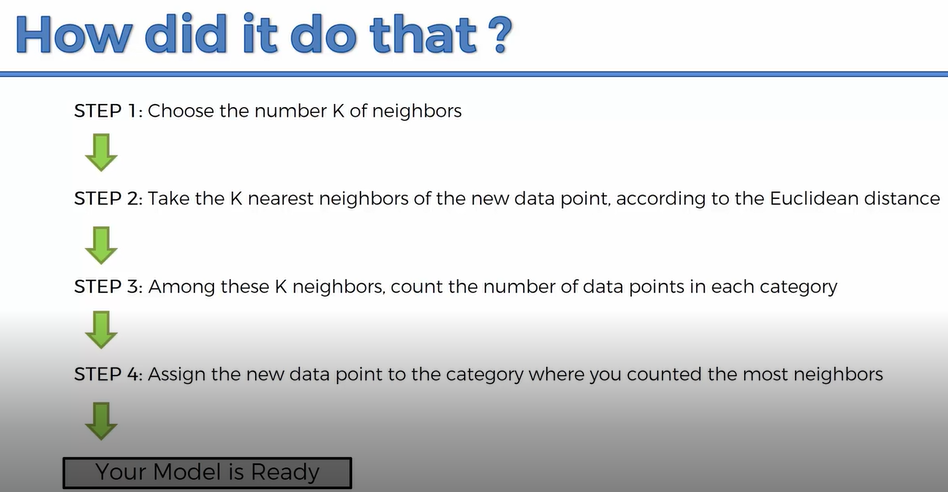 How did it do that ?
STEP 1: Choose the number K of neighbors
STEP 2: Take the K nearest neighbors of the new data point, according to the Euclidean distance
STEP 3: Among these K neighbors, count the number of data points in each category
STEP 4: Assign the new data point to the category where you counted the most neighbors
Your Model is Ready